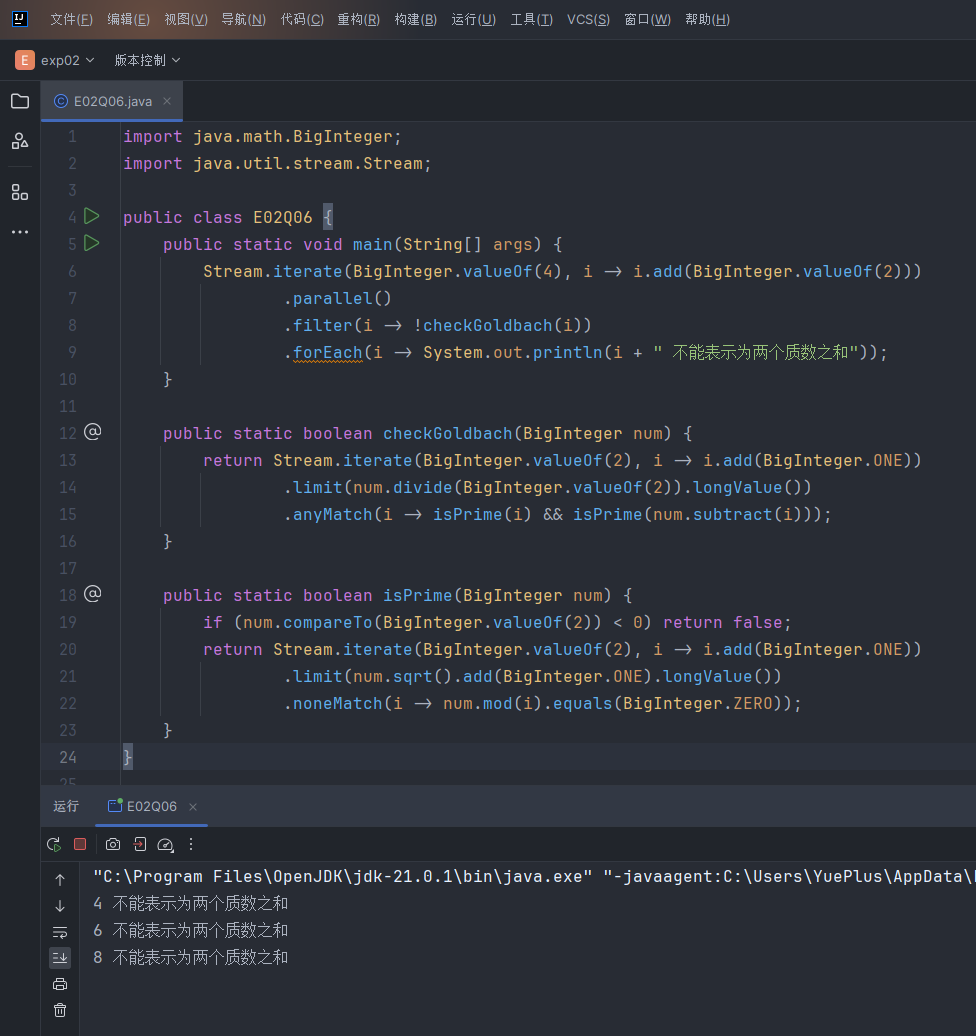 文件(F) 编辑(E) 视图(V) 导航(N) 代码(C) 重构(R) 构建(B) 运行(U) 工具(T) VCS(S) 窗口(W) 帮助(H)
E exp02 版本控制
E02Q06.java
1 import java.math.BigInteger;
2 import java.util.stream.Stream;
3
4 public class E02Q06 {
5     public static void main(String[] args) {
6         Stream.iterate(BigInteger.valueOf(4), i -> i.add(BigInteger.valueOf(2)))
7                 .parallel()
8                 .filter(i -> !checkGoldbach(i))
9                 .forEach(i -> System.out.println(i + " 不能表示为两个质数之和"));
10     }
11
12     public static boolean checkGoldbach(BigInteger num) {
13         return Stream.iterate(BigInteger.valueOf(2), i -> i.add(BigInteger.ONE))
14                 .limit(num.divide(BigInteger.valueOf(2)).longValue())
15                 .anyMatch(i -> isPrime(i) && isPrime(num.subtract(i)));
16     }
17
18     public static boolean isPrime(BigInteger num) {
19         if (num.compareTo(BigInteger.valueOf(2)) < 0) return false;
20         return Stream.iterate(BigInteger.valueOf(2), i -> i.add(BigInteger.ONE))
21                 .limit(num.sqrt().add(BigInteger.ONE).longValue())
22                 .noneMatch(i -> num.mod(i).equals(BigInteger.ZERO));
23     }
24 }
25
运行 E02Q06
"C:\Program Files\OpenJDK\jdk-21.0.1\bin\java.exe" "-javaagent:C:\Users\YuePlus\AppData\
4 不能表示为两个质数之和
6 不能表示为两个质数之和
8 不能表示为两个质数之和